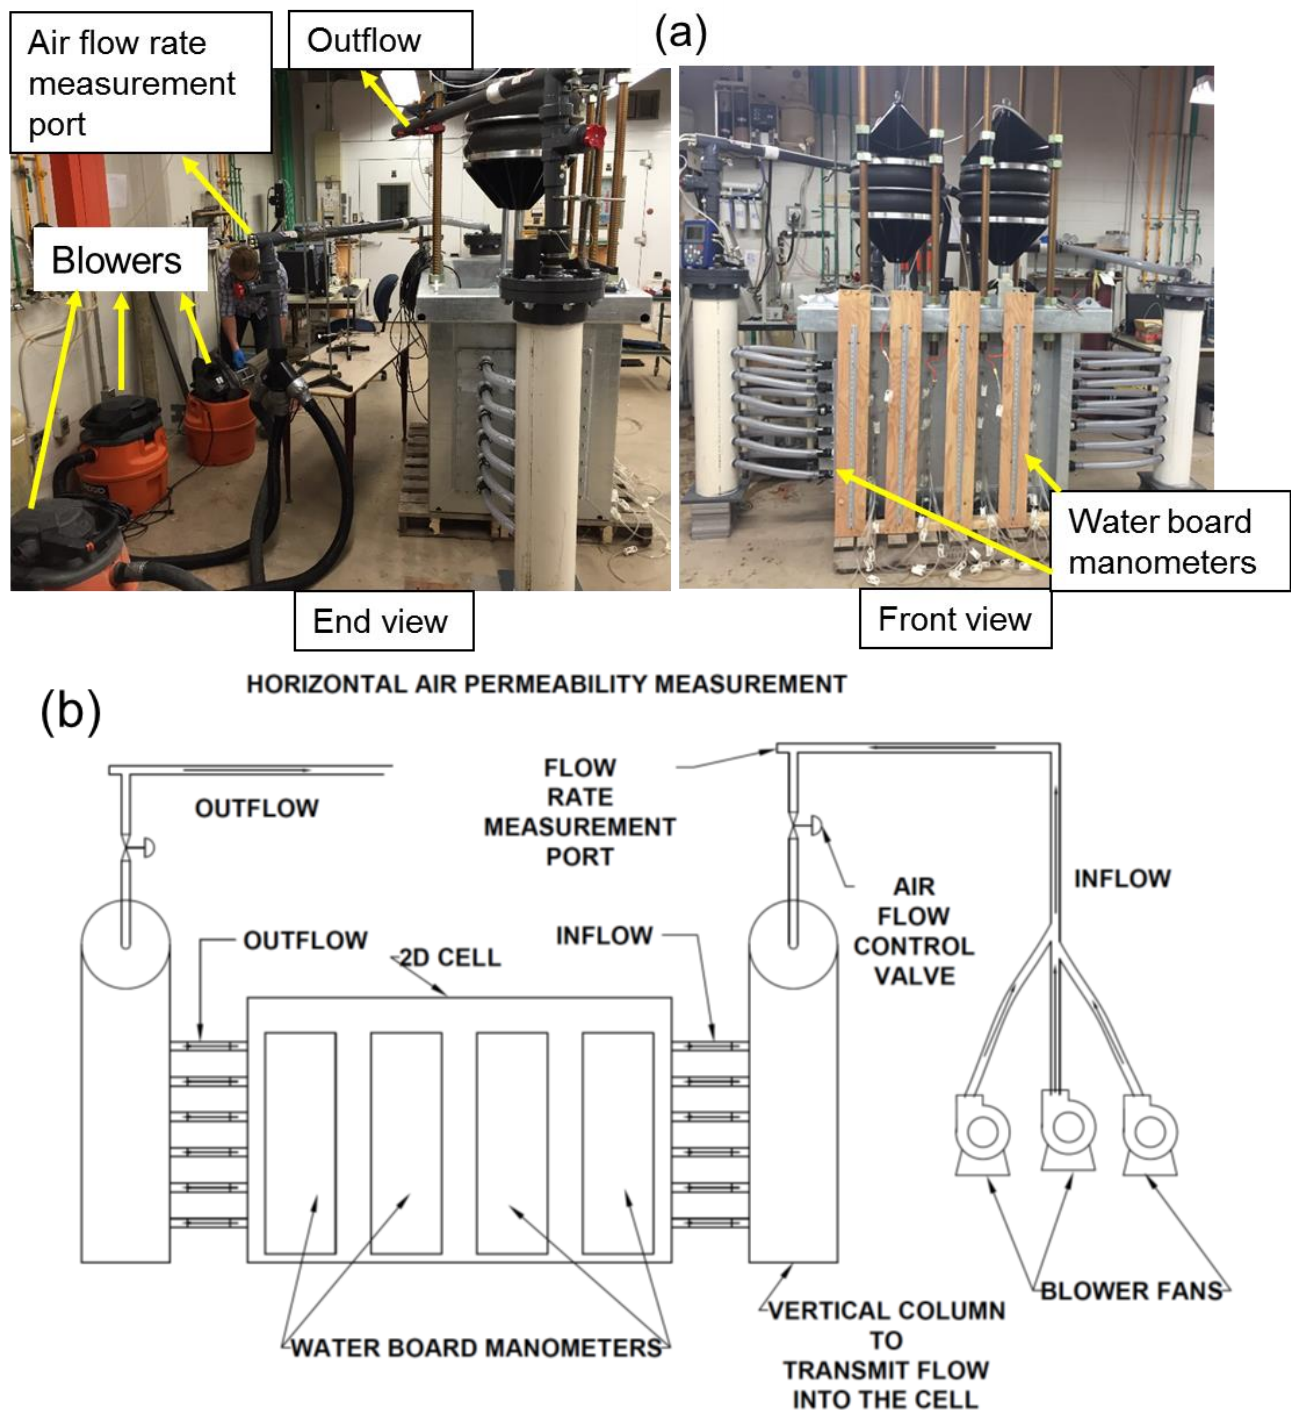 (a)
Air flow rate
measurement
port
Outflow
Blowers
Water board
manometers
End view
Front view
(b)
HORIZONTAL AIR PERMEABILITY MEASUREMENT
OUTFLOW
FLOW
RATE
MEASUREMENT
PORT
AIR
FLOW
CONTROL
VALVE
INFLOW
OUTFLOW
2D CELL
INFLOW
WATER BOARD MANOMETERS
VERTICAL COLUMN
TO
TRANSMIT FLOW
INTO THE CELL
BLOWER FANS